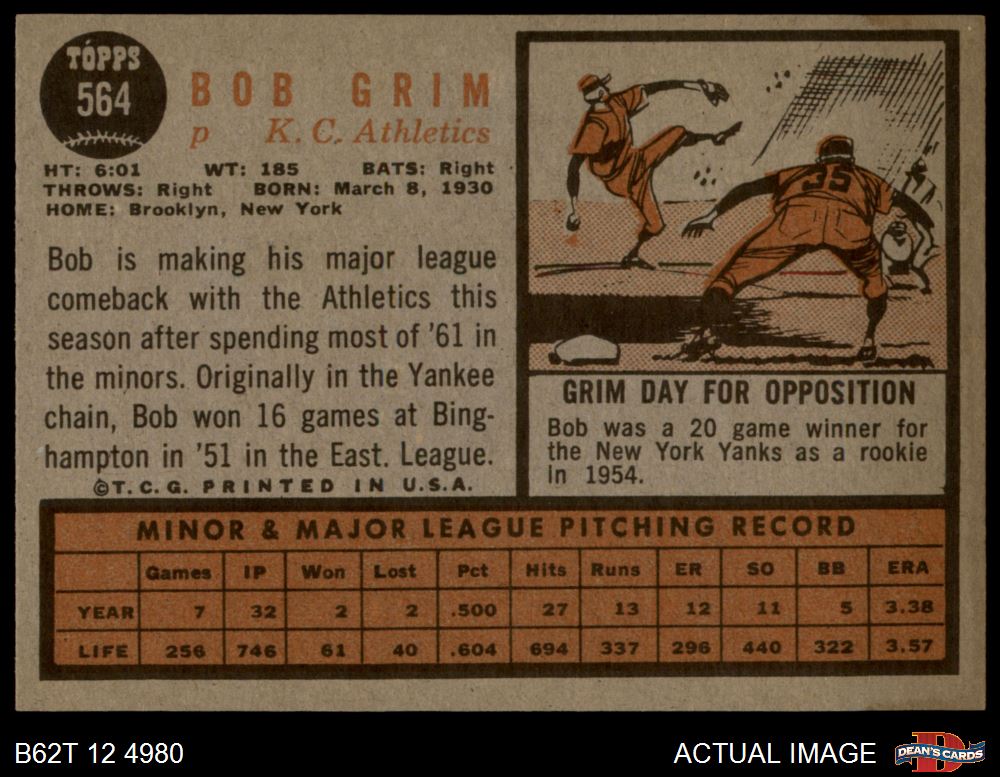 TOPPS
564
BOB GRIM
p K. C. Athletics
HT: 6:01 WT: 185 BATS: Right
THROWS: Right BORN: March 8, 1930
HOME: Brooklyn, New York
Bob is making his major league
comeback with the Athletics this
season after spending most of '61 in
the minors. Originally in the Yankee
chain, Bob won 16 games at Bing-
hampton in '51 in the East. League.
©T. C. G. PRINTED IN U.S.A.
35
GRIM DAY FOR OPPOSITION
Bob was a 20 game winner for
the New York Yanks as a rookie
in 1954.
MINOR & MAJOR LEAGUE PITCHING RECORD
Games IP Won Lost Pct Hits Runs ER SO BB ERA
YEAR 7 32 2 2 .500 27 13 12 11 5 3.38
LIFE 256 746 61 40 .604 694 337 296 440 322 3.57
B62T 12 4980 ACTUAL IMAGE D DEAN'S CARDS